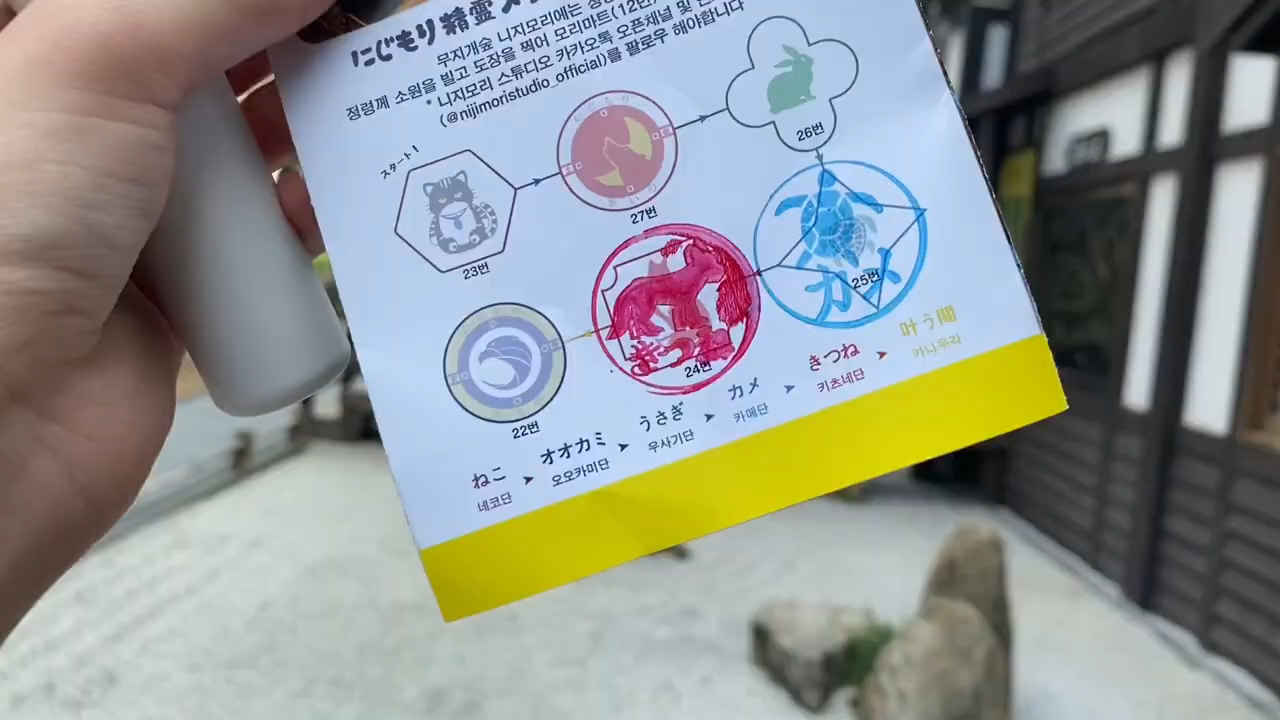 にじもり精霊ス
무지개숲 니지모리에는 정령
정령께 소원을 빌고 도장을 찍어 모리마트(12번)
* 니지모리 스튜디오 카카오톡 오픈채널 및
(@nijimoristudio_official)를 팔로우 해야합니다
スタート!
23번
27번
26번
カメ
25번
きつね
24번
22번
ねこ ➤ オオカミ ➤ うさぎ ➤ カメ ➤ きつね ➤ 叶う間
네코단 오오카미단 우사기단 카메단 키츠네단 카나우라